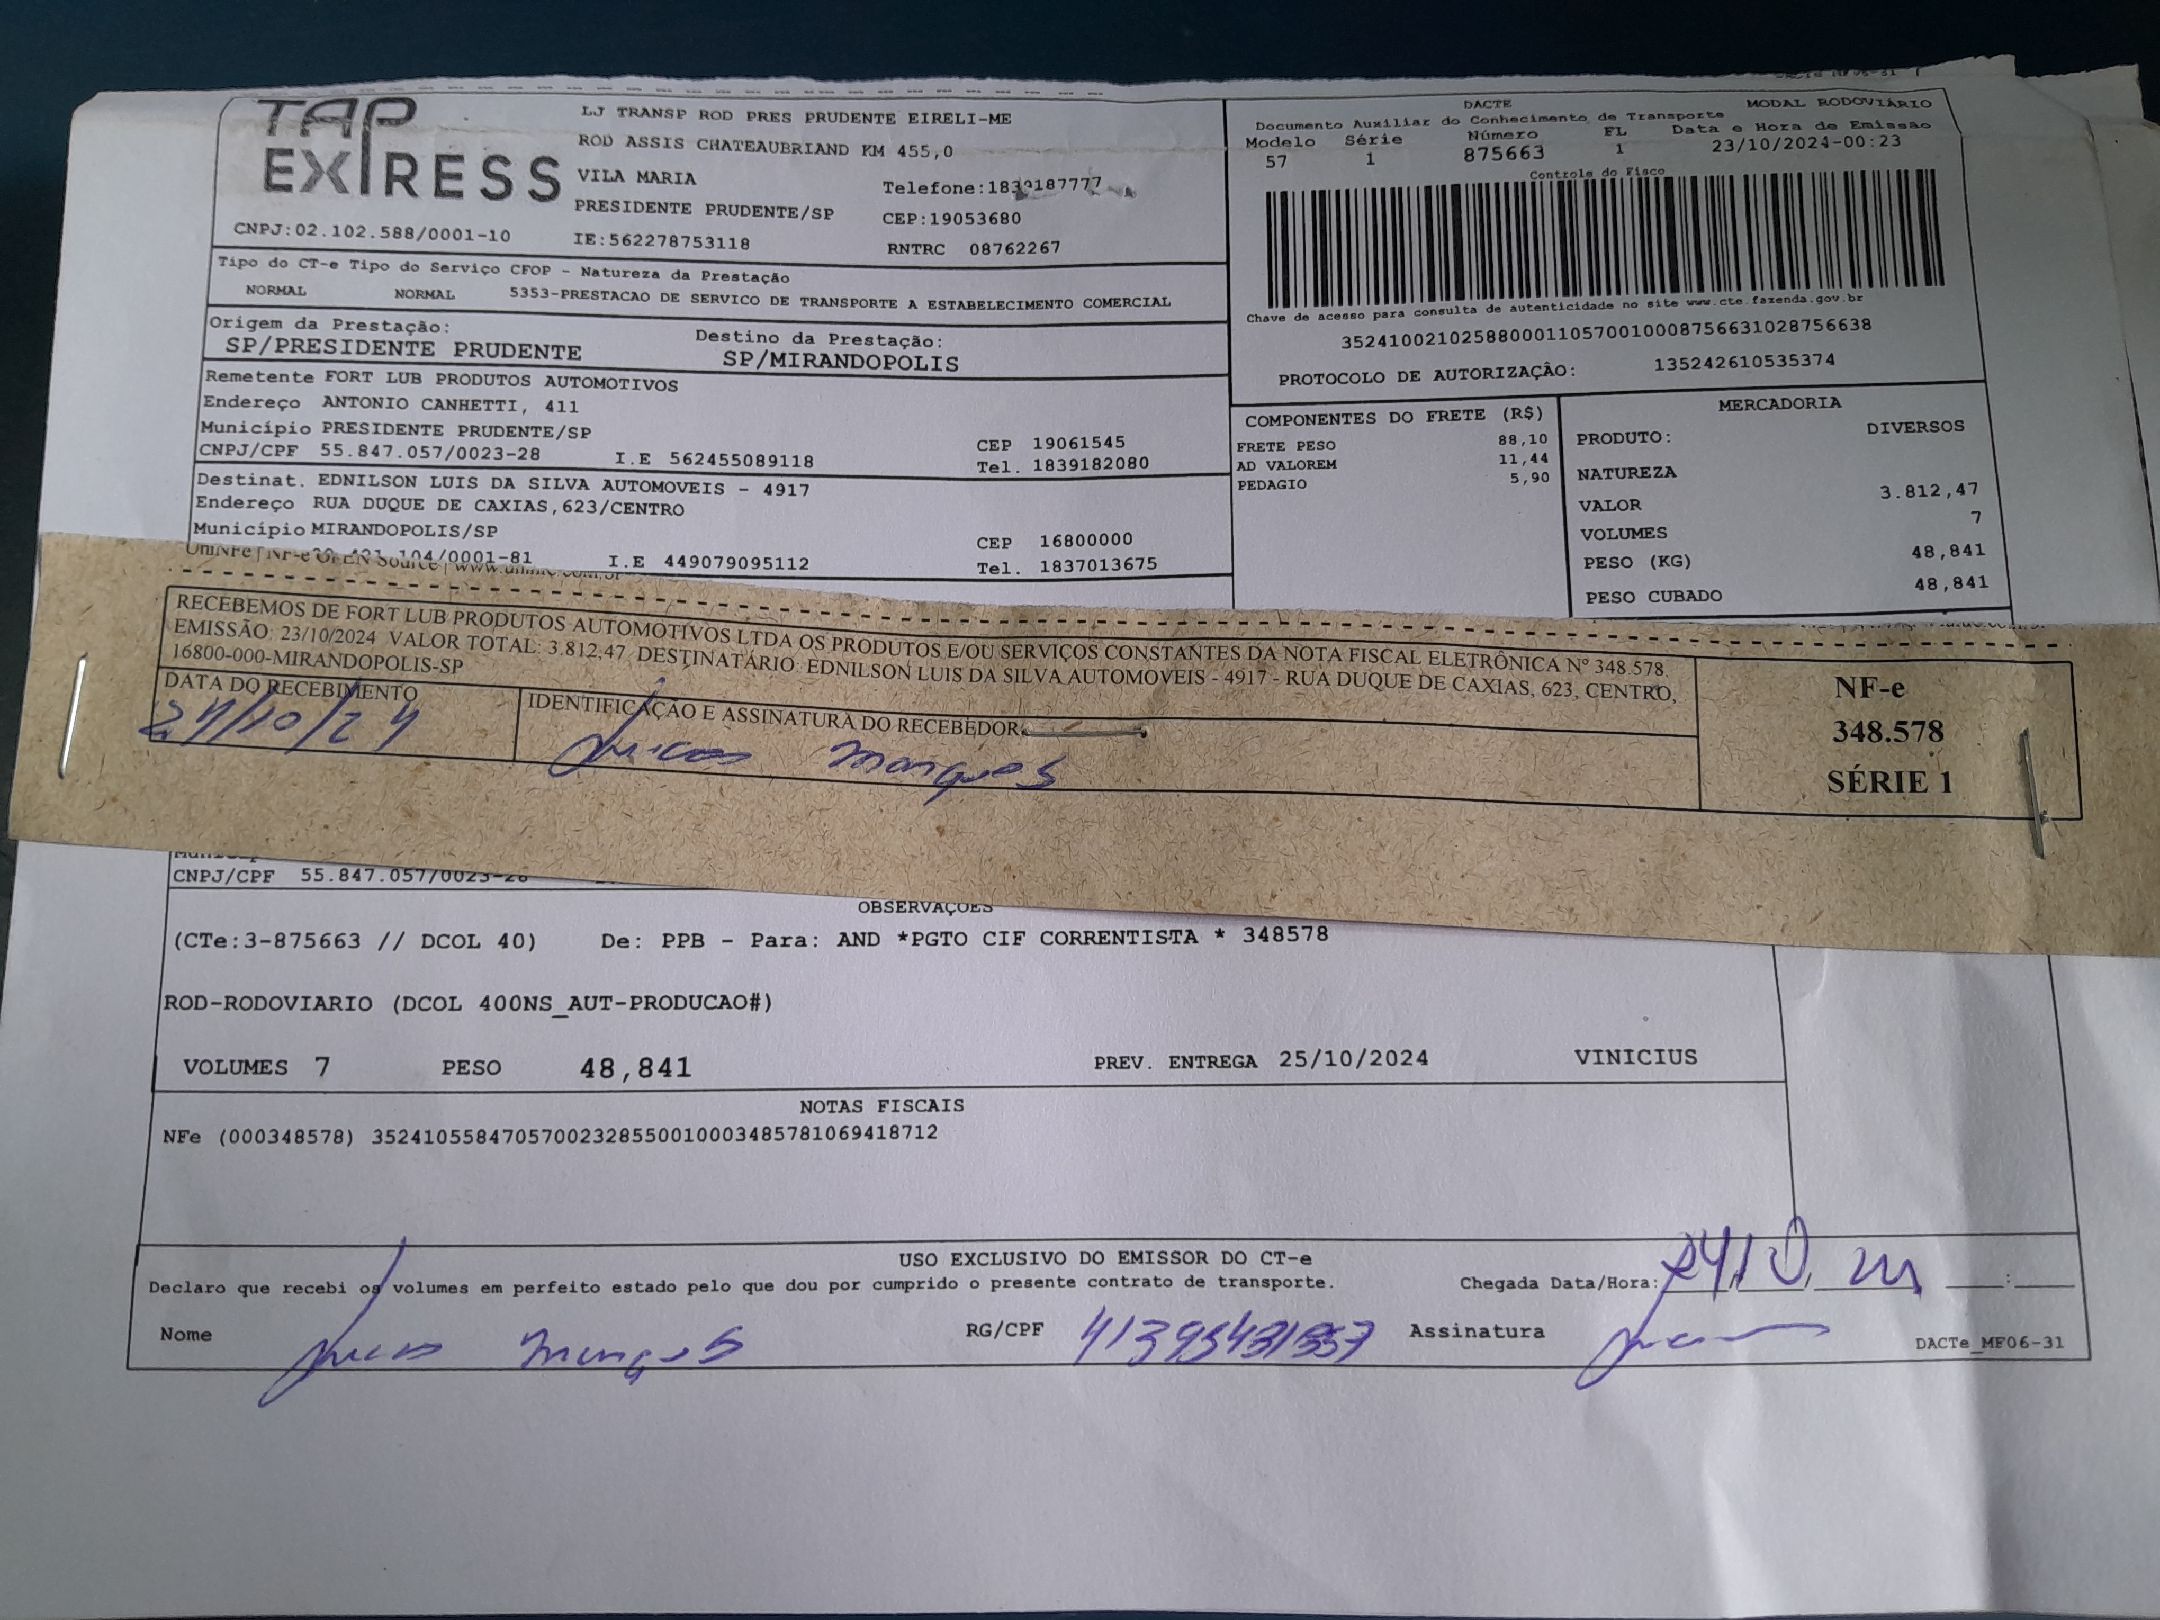 TAP
EXPRESS
LJ TRANSP ROD PRES PRUDENTE EIRELI-ME
ROD ASSIS CHATEAUBRIAND KM 455,0
VILA MARIA
Telefone:1839187777
PRESIDENTE PRUDENTE/SP CEP:19053680
CNPJ:02.102.588/0001-10 IE:562278753118 RNTRC 08762267
DACTE MODAL RODOVIÁRIO
Documento Auxiliar do Conhecimento de Transporte
Modelo Série Número FL Data e Hora de Emissão
57 1 875663 1 23/10/2024-00:23
Controle do Fisco
Chave de acesso para consulta de autenticidade no site www.cte.fazenda.gov.br
35241002102588000110570010008756631028756638
PROTOCOLO DE AUTORIZAÇÃO: 135242610535374
Tipo do CT-e Tipo do Serviço CFOP - Natureza da Prestação
NORMAL NORMAL 5353-PRESTACAO DE SERVICO DE TRANSPORTE A ESTABELECIMENTO COMERCIAL
Origem da Prestação: Destino da Prestação:
SP/PRESIDENTE PRUDENTE SP/MIRANDOPOLIS
Remetente FORT LUB PRODUTOS AUTOMOTIVOS
Endereço ANTONIO CANHETTI, 411
Município PRESIDENTE PRUDENTE/SP CEP 19061545
CNPJ/CPF 55.847.057/0023-28 I.E 562455089118 Tel. 1839182080
Destinat. EDNILSON LUIS DA SILVA AUTOMOVEIS - 4917
Endereço RUA DUQUE DE CAXIAS,623/CENTRO
Município MIRANDOPOLIS/SP CEP 16800000
104/0001-81 I.E 449079095112 Tel. 1837013675
COMPONENTES DO FRETE (R$)
FRETE PESO 88,10
AD VALOREM 11,44
PEDAGIO 5,90
MERCADORIA
PRODUTO: DIVERSOS
NATUREZA
VALOR 3.812,47
VOLUMES 7
PESO (KG) 48,841
PESO CUBADO 48,841
RECEBEMOS DE FORT LUB PRODUTOS AUTOMOTIVOS LTDA OS PRODUTOS E/OU SERVIÇOS CONSTANTES DA NOTA FISCAL ELETRÔNICA Nº 348.578.
EMISSÃO: 23/10/2024 VALOR TOTAL: 3.812,47 DESTINATÁRIO: EDNILSON LUIS DA SILVA AUTOMOVEIS - 4917 - RUA DUQUE DE CAXIAS, 623, CENTRO,
16800-000-MIRANDOPOLIS-SP
DATA DO RECEBIMENTO IDENTIFICAÇÃO E ASSINATURA DO RECEBEDOR
24/10/24 Lucas Marques
NF-e
348.578
SÉRIE 1
CNPJ/CPF 55.847.057/0023-28
OBSERVAÇÕES
(CTe:3-875663 // DCOL 40) De: PPB - Para: AND *PGTO CIF CORRENTISTA * 348578
ROD-RODOVIARIO (DCOL 400NS_AUT-PRODUCAO#)
VOLUMES 7 PESO 48,841 PREV. ENTREGA 25/10/2024 VINICIUS
NOTAS FISCAIS
NFe (000348578) 35241055847057002328550010003485781069418712
USO EXCLUSIVO DO EMISSOR DO CT-e
Declaro que recebi os volumes em perfeito estado pelo que dou por cumprido o presente contrato de transporte. Chegada Data/Hora: 24/10/24
Nome Lucas Marques RG/CPF Assinatura Lucas
DACTe_MF06-31